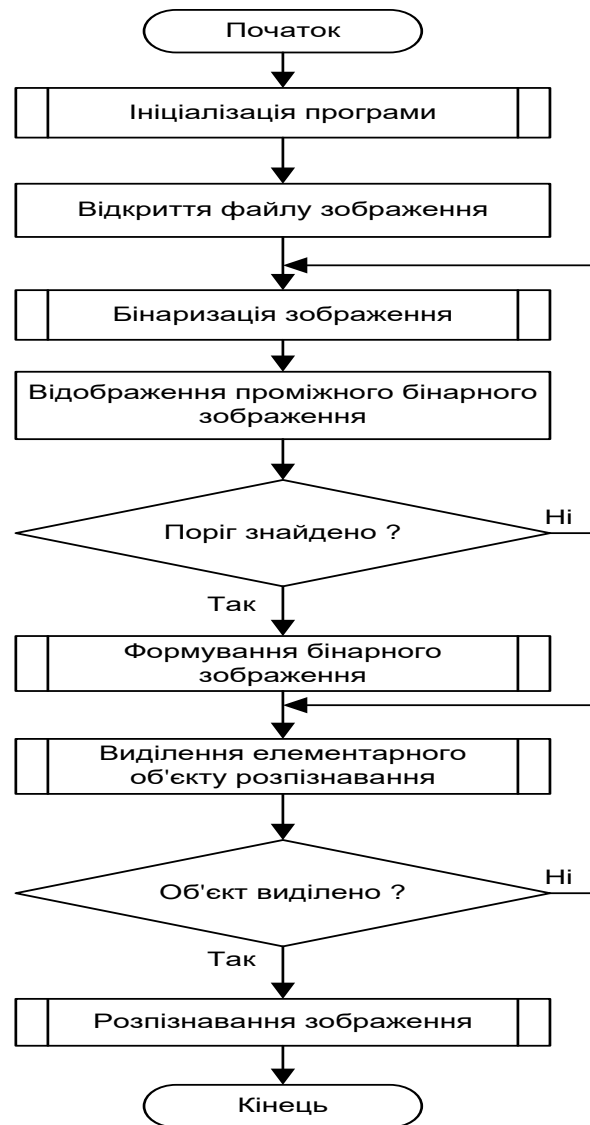 Початок
Ініціалізація програми
Відкриття файлу зображення
Бінаризація зображення
Відображення проміжного бінарного
зображення
Поріг знайдено ?
Ні
Так
Формування бінарного
зображення
Виділення елементарного
об'єкту розпізнавання
Об'єкт виділено ?
Ні
Так
Розпізнавання зображення
Кінець